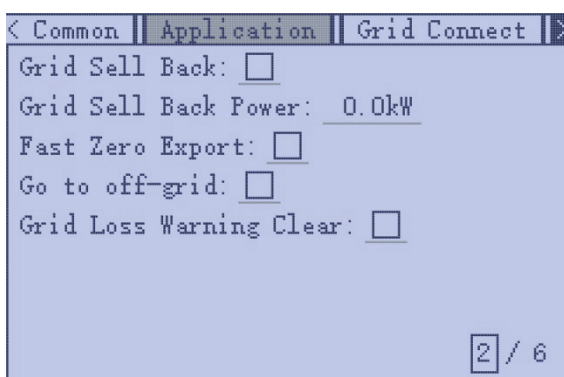 < Common Application Grid Connect >
Grid Sell Back:
Grid Sell Back Power: 0.0kW
Fast Zero Export:
Go to off-grid:
Grid Loss Warning Clear:
2 / 6